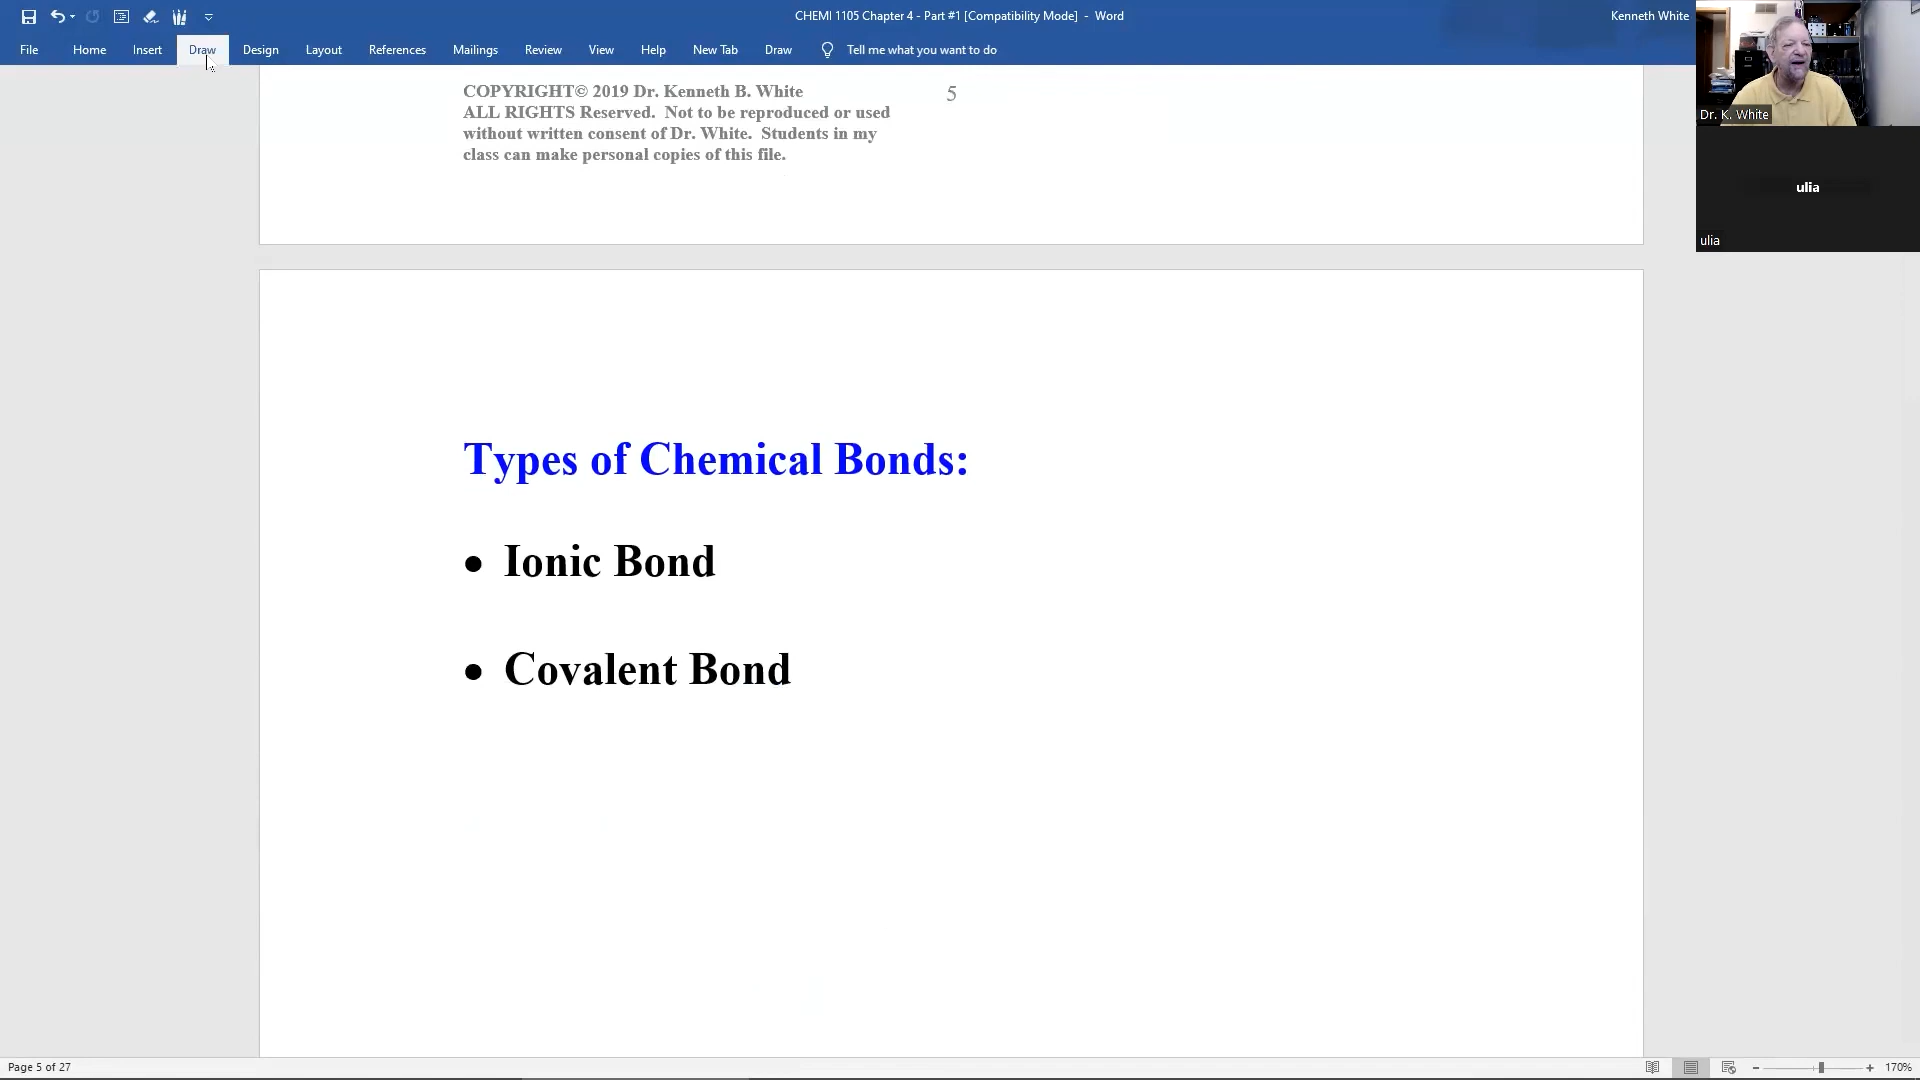 CHEMI 1105 Chapter 4 - Part #1 [Compatibility Mode] - Word
Kenneth White
File Home Insert Draw Design Layout References Mailings Review View Help New Tab Draw Tell me what you want to do
Dr. K. White
ulia
ulia
COPYRIGHT© 2019 Dr. Kenneth B. White
5
ALL RIGHTS Reserved. Not to be reproduced or used
without written consent of Dr. White. Students in my
class can make personal copies of this file.
Types of Chemical Bonds:
• Ionic Bond
• Covalent Bond
Page 5 of 27
170%